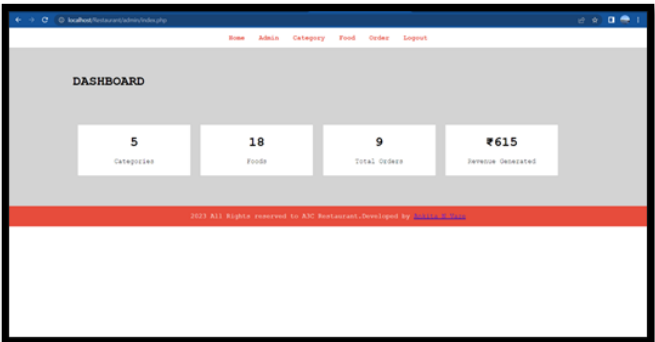 localhost/Restaurant/admin/index.php
Home Admin Category Food Order Logout
DASHBOARD
5 18 9 ₹615
Categories Foods Total Orders Revenue Generated
2023 All Rights reserved to A3C Restaurant.Developed by